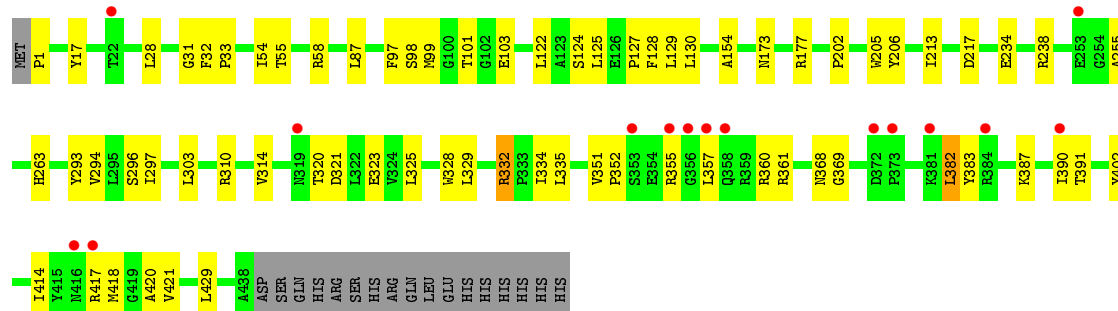 MET P1 Y17 T22 L28 G31 F32 P33 I54 T55 R58 L87 F97 S98 M99 G100 T101 G102 E103 L122 A123 S124 L125 E126 P127 F128 L129 L130 A154 N173 R177 P202 W205 Y206 I213 D217 E234 R238 E253 G254 A255
H263 Y293 V294 L295 S296 I297 L303 R310 V314 N319 T320 D321 L322 E323 V324 L325 W328 L329 R332 P333 I334 L335 V351 P352 S353 E354 R355 G356 L357 Q358 R359 R360 R361 N368 G369 D372 P373 K381 L382 Y383 R384 K387 I390 T391 Y402
I414 Y415 N416 R417 M418 G419 A420 V421 L429 A438 ASP SER GLN HIS ARG SER HIS ARG GLN LEU GLU HIS HIS HIS HIS HIS HIS